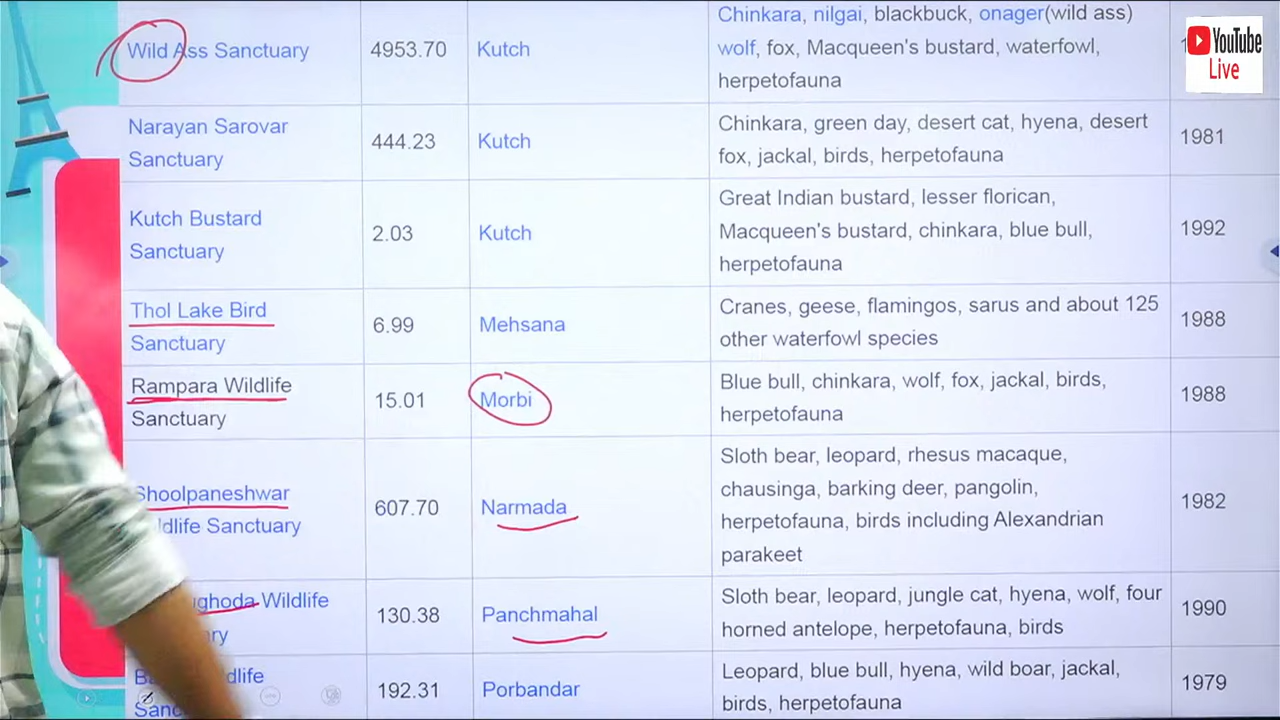 Chinkara, nilgai, blackbuck, onager(wild ass)
Wild Ass Sanctuary 4953.70 Kutch wolf, fox, Macqueen's bustard, waterfowl,
herpetofauna
YouTube
Live
Narayan Sarovar
Sanctuary 444.23 Kutch Chinkara, green day, desert cat, hyena, desert
fox, jackal, birds, herpetofauna 1981
Kutch Bustard
Sanctuary 2.03 Kutch Great Indian bustard, lesser florican,
Macqueen's bustard, chinkara, blue bull,
herpetofauna 1992
Thol Lake Bird
Sanctuary 6.99 Mehsana Cranes, geese, flamingos, sarus and about 125
other waterfowl species 1988
Rampara Wildlife
Sanctuary 15.01 Morbi Blue bull, chinkara, wolf, fox, jackal, birds,
herpetofauna 1988
Shoolpaneshwar
Sanctuary 607.70 Narmada Sloth bear, leopard, rhesus macaque,
chausinga, barking deer, pangolin,
herpetofauna, birds including Alexandrian
parakeet 1982
Wildlife
130.38 Panchmahal Sloth bear, leopard, jungle cat, hyena, wolf, four
horned antelope, herpetofauna, birds 1990
192.31 Porbandar Leopard, blue bull, hyena, wild boar, jackal,
birds, herpetofauna 1979